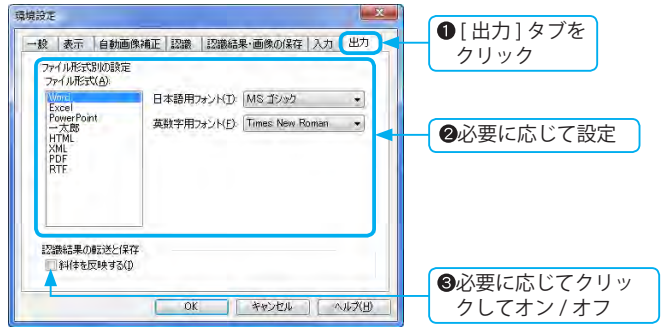 環境設定
一般 表示 自動画像補正 認識 認識結果・画像の保存 入力 出力
❶[ 出力 ] タブを
クリック
ファイル形式別の設定
ファイル形式(A):
Word
Excel
PowerPoint
一太郎
HTML
XML
PDF
RTF
日本語用フォント(T): MS ゴシック
英数字用フォント(F): Times New Roman
❷必要に応じて設定
認識結果の転送と保存
斜体を反映する(I)
❸必要に応じてクリッ
クしてオン / オフ
OK キャンセル ヘルプ(H)